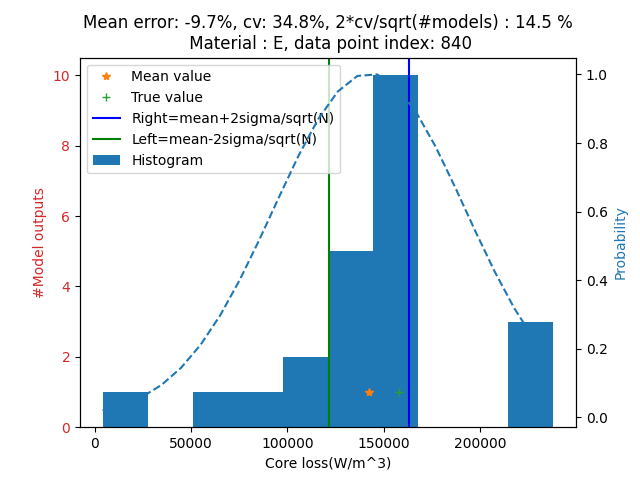 Mean error: -9.7%, cv: 34.8%, 2*cv/sqrt(#models) : 14.5 %
Material : E, data point index: 840
Mean value
True value
Right=mean+2sigma/sqrt(N)
Left=mean-2sigma/sqrt(N)
Histogram
#Model outputs
10
8
6
4
2
0
1.0
0.8
0.6
0.4
0.2
0.0
Probability
0
50000
100000
150000
200000
Core loss(W/m^3)